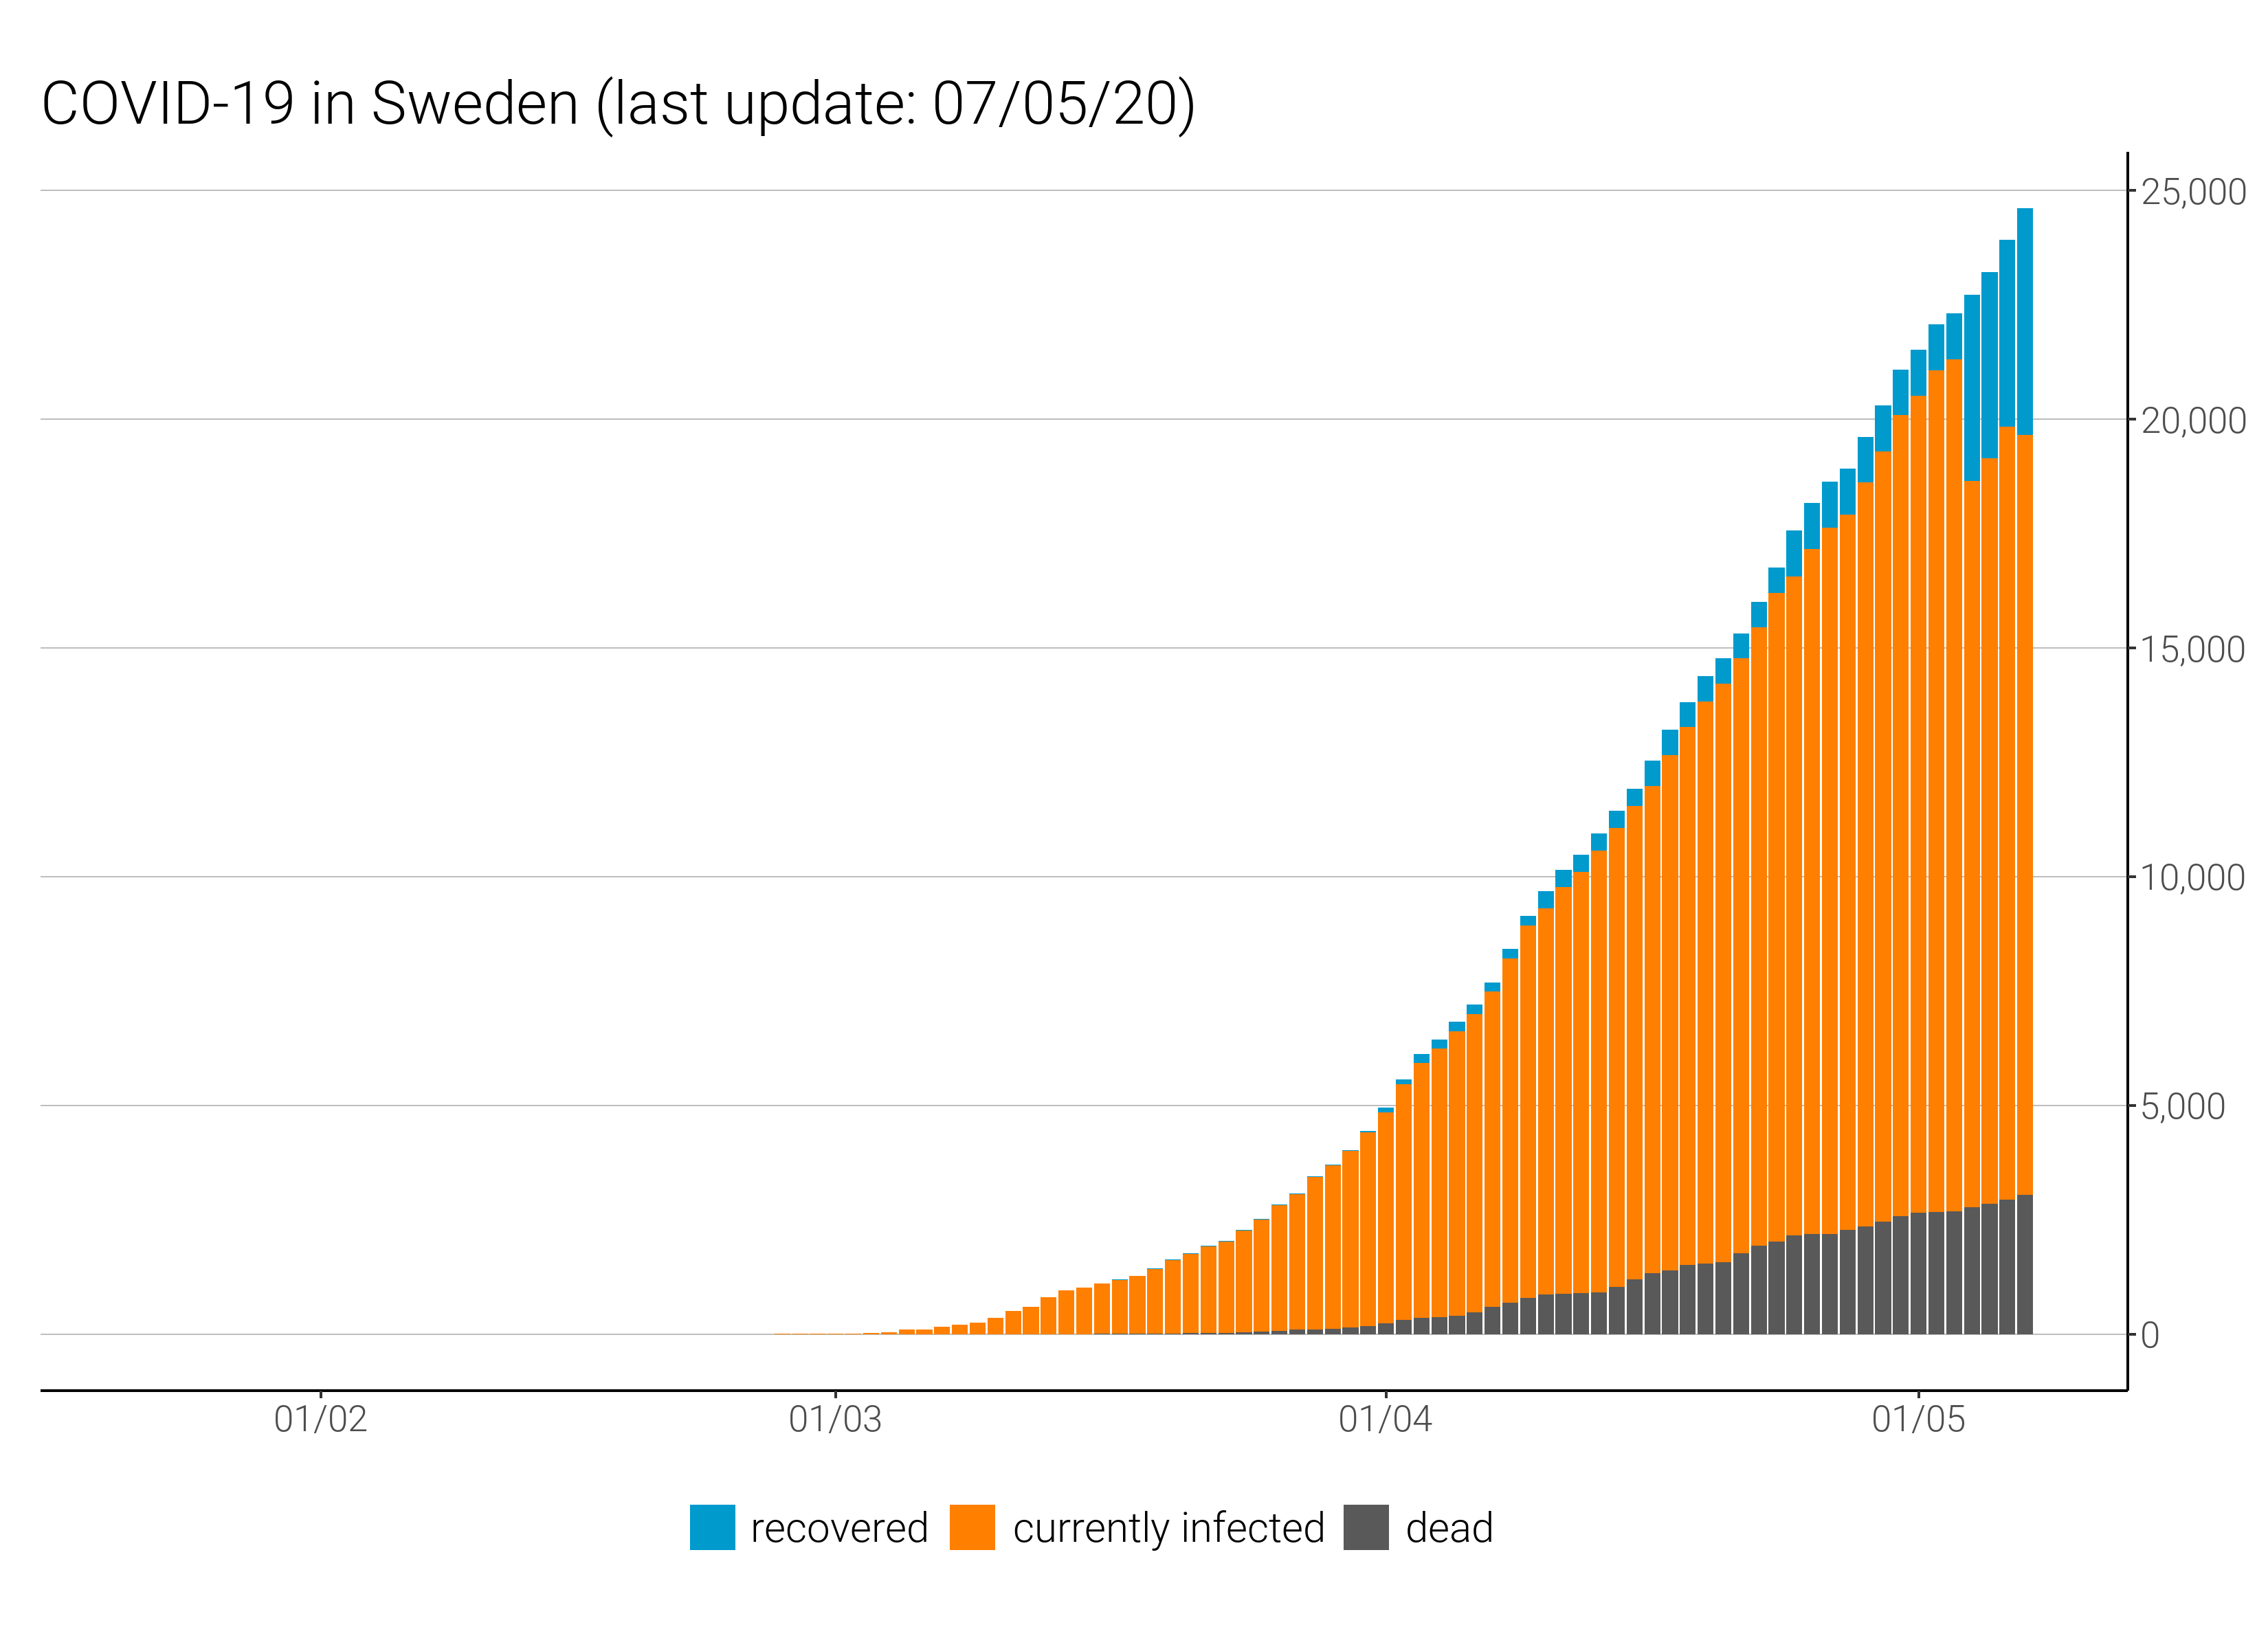 COVID-19 in Sweden (last update: 07/05/20)
25,000
20,000
15,000
10,000
5,000
0
01/02 01/03 01/04 01/05
recovered currently infected dead